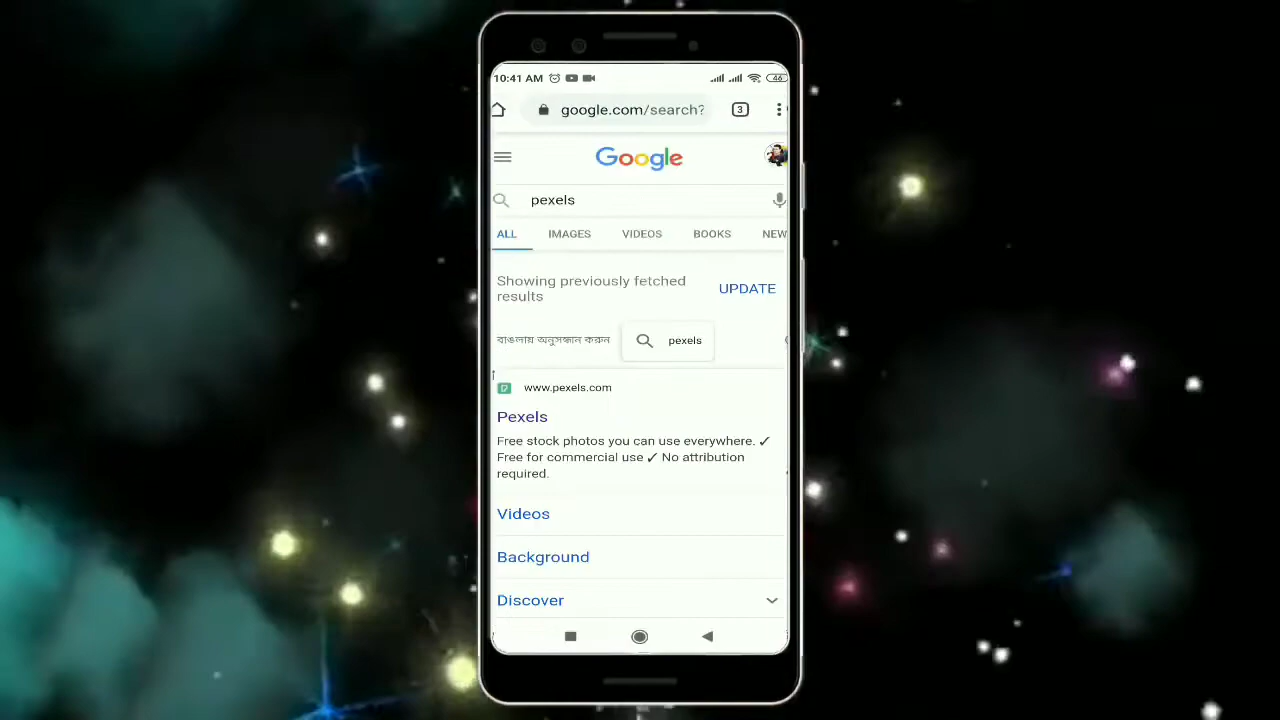 10:41 AM
46
google.com/search?
3
Google
pexels
ALL IMAGES VIDEOS BOOKS NEW
Showing previously fetched
results
UPDATE
বাঙলায় অনুসন্ধান করুন
pexels
www.pexels.com
Pexels
Free stock photos you can use everywhere. ✓
Free for commercial use ✓ No attribution
required.
Videos
Background
Discover